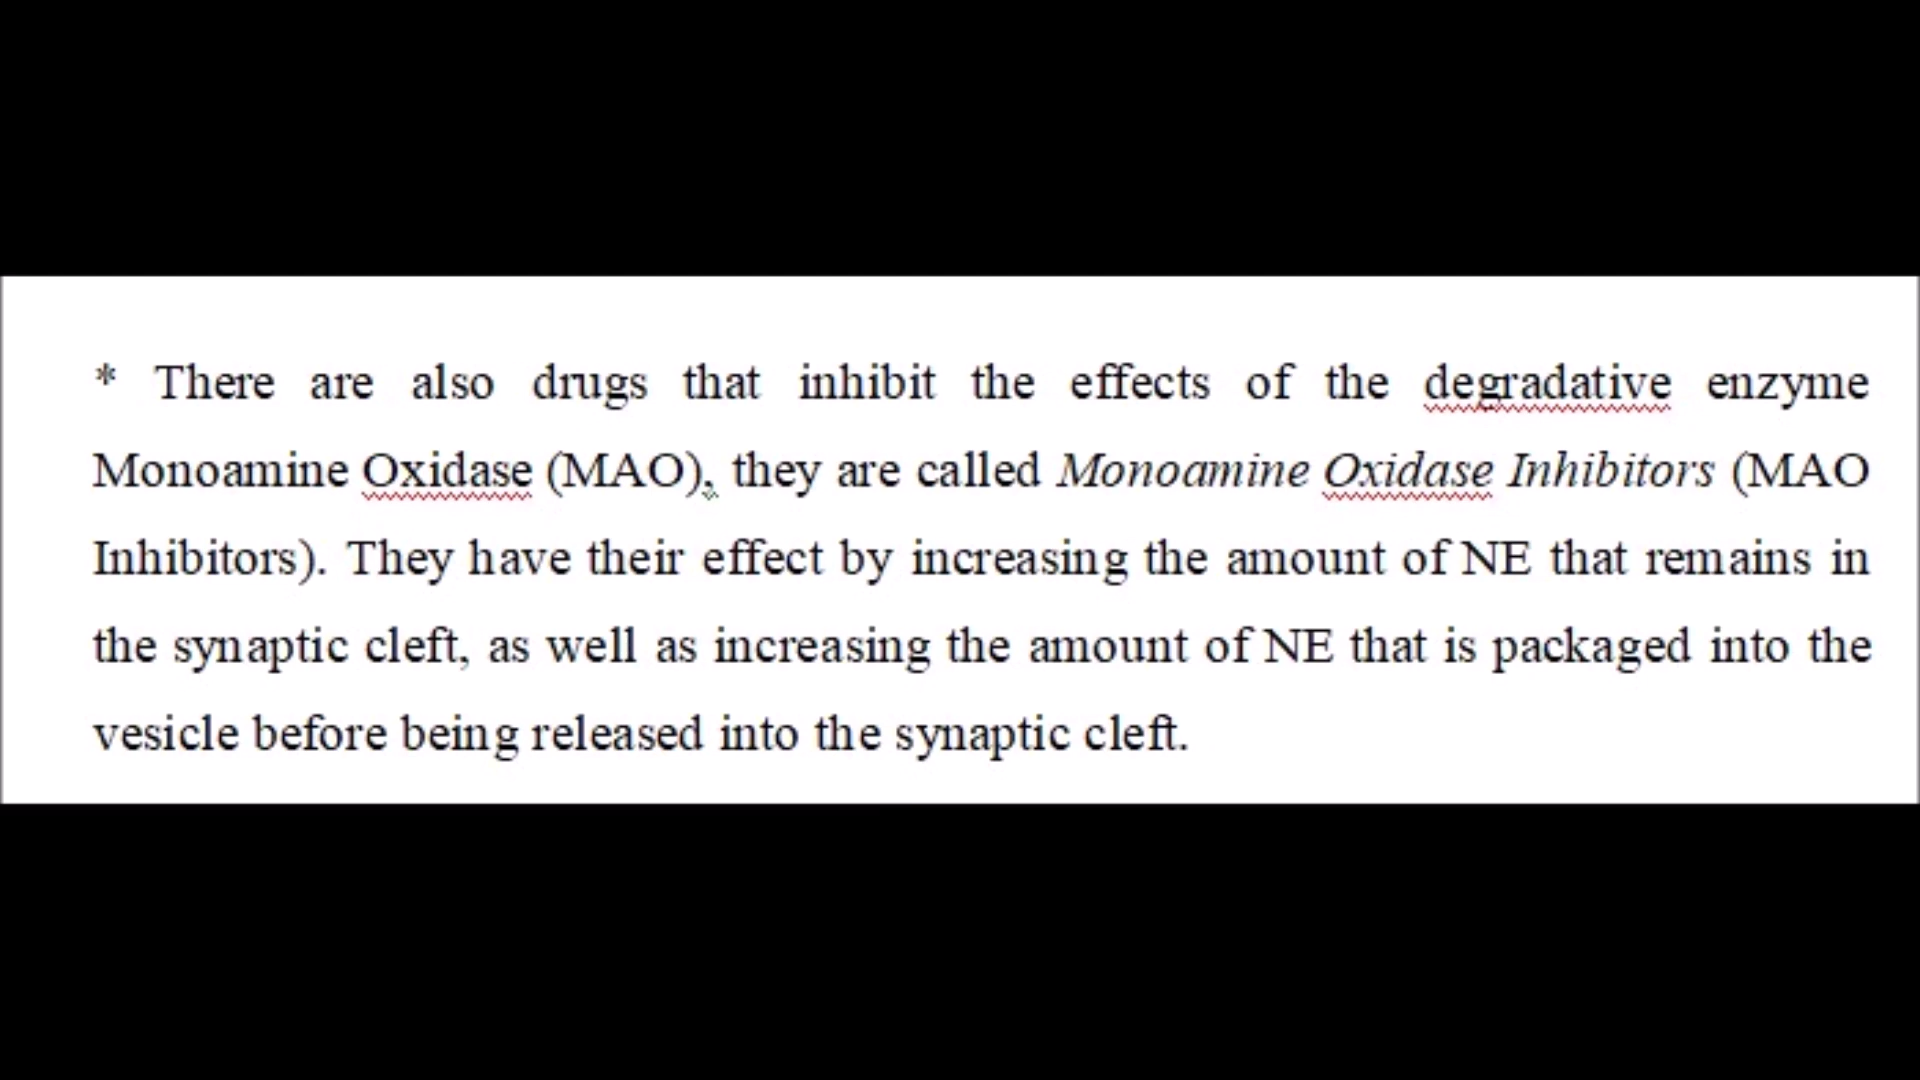 * There are also drugs that inhibit the effects of the degradative enzyme
Monoamine Oxidase (MAO), they are called Monoamine Oxidase Inhibitors (MAO
Inhibitors). They have their effect by increasing the amount of NE that remains in
the synaptic cleft, as well as increasing the amount of NE that is packaged into the
vesicle before being released into the synaptic cleft.